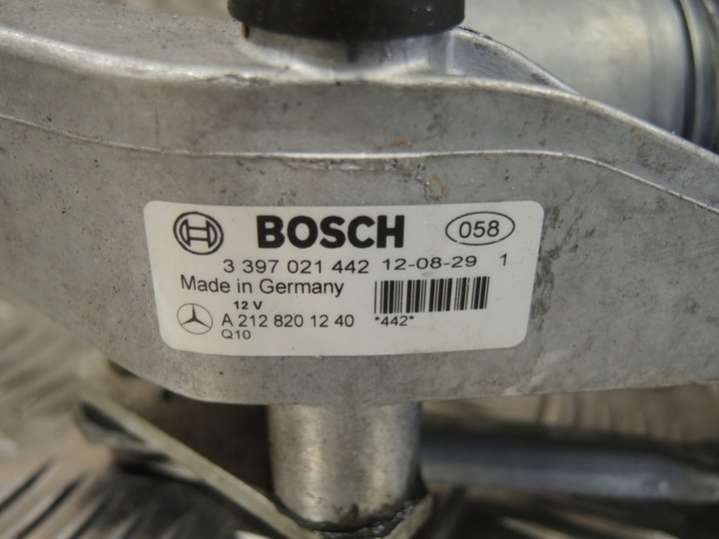 BOSCH 058
3 397 021 442 12-08-29 1
Made in Germany
12 V
A 212 820 12 40 *442*
Q10